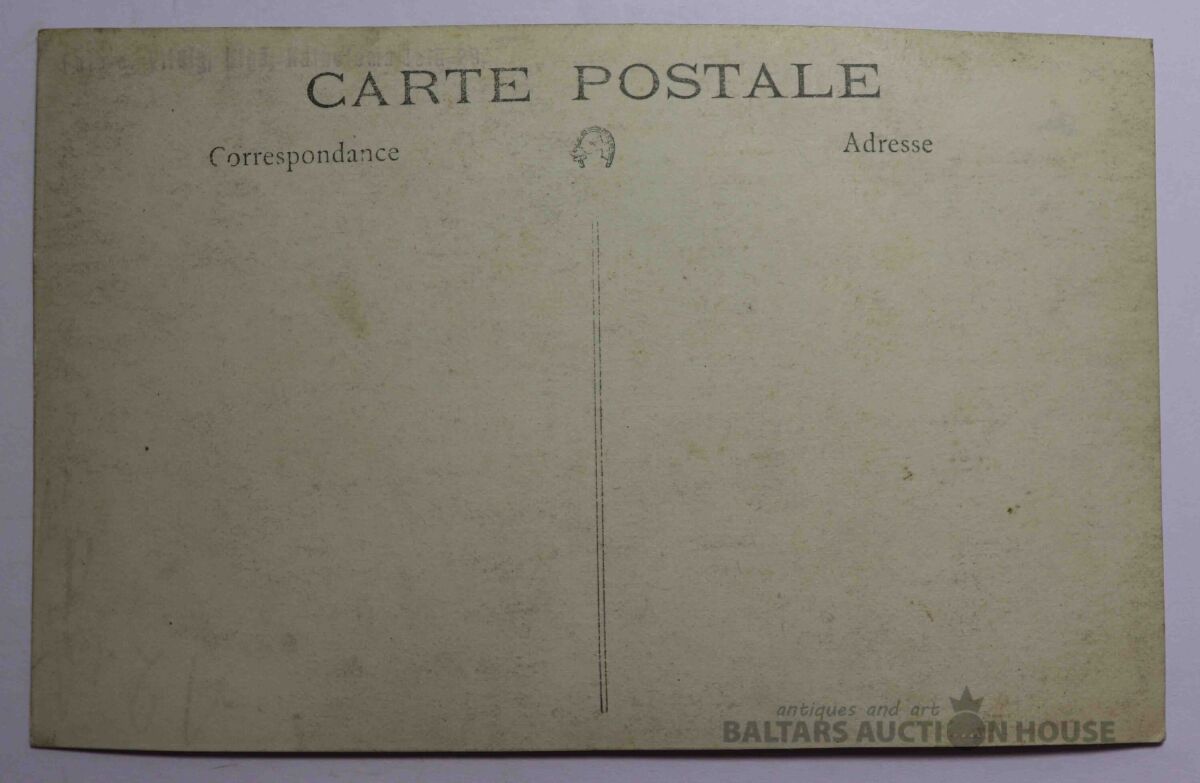 CARTE POSTALE
Correspondance
Adresse
antiques and art
BALTARS AUCTION HOUSE